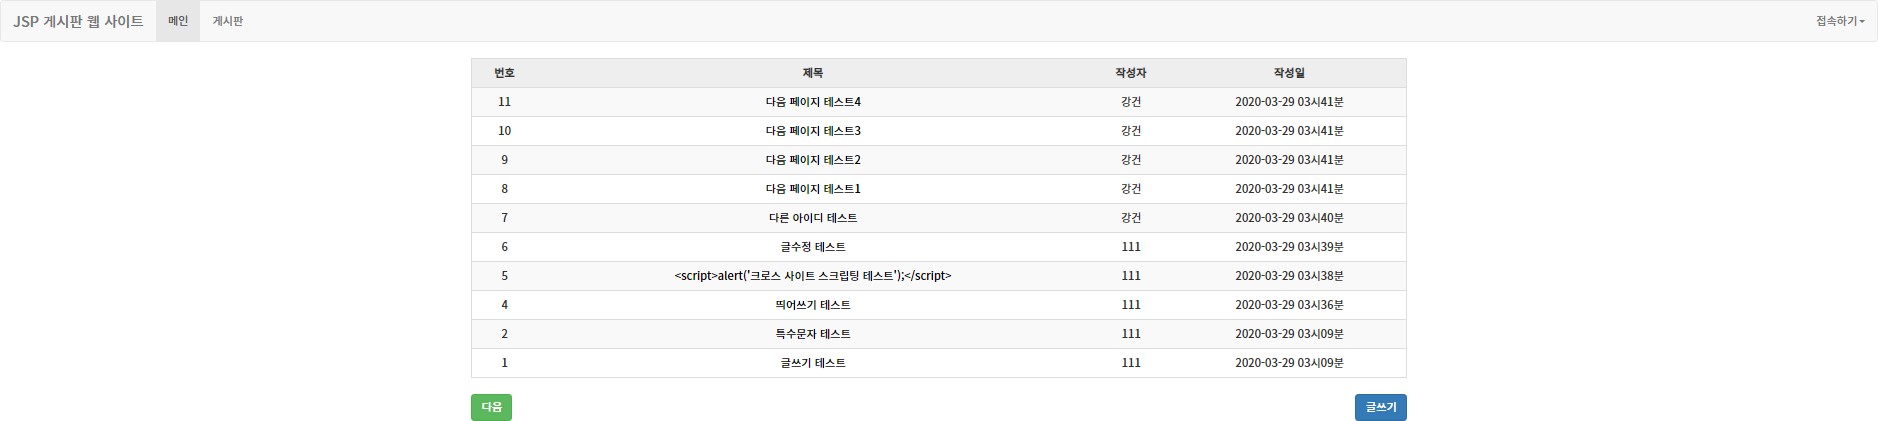 JSP 게시판 웹 사이트 메인 게시판 접속하기
번호 제목 작성자 작성일
11 다음 페이지 테스트4 강건 2020-03-29 03시41분
10 다음 페이지 테스트3 강건 2020-03-29 03시41분
9 다음 페이지 테스트2 강건 2020-03-29 03시41분
8 다음 페이지 테스트1 강건 2020-03-29 03시41분
7 다른 아이디 테스트 강건 2020-03-29 03시40분
6 글수정 테스트 111 2020-03-29 03시39분
5 <script>alert('크로스 사이트 스크립팅 테스트');</script> 111 2020-03-29 03시38분
4 띄어쓰기 테스트 111 2020-03-29 03시36분
2 특수문자 테스트 111 2020-03-29 03시09분
1 글쓰기 테스트 111 2020-03-29 03시09분
다음 글쓰기